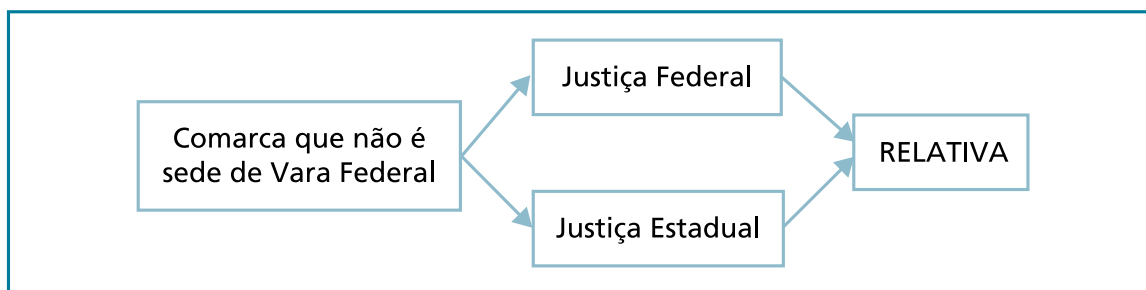 Comarca que não é
sede de Vara Federal
Justiça Federal
Justiça Estadual
RELATIVA